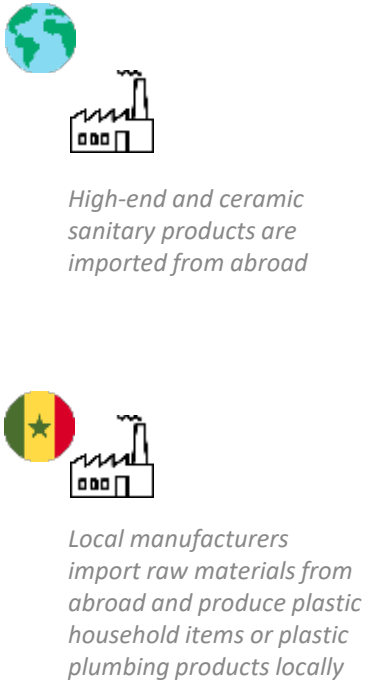 High-end and ceramic
sanitary products are
imported from abroad
Local manufacturers
import raw materials from
abroad and produce plastic
household items or plastic
plumbing products locally